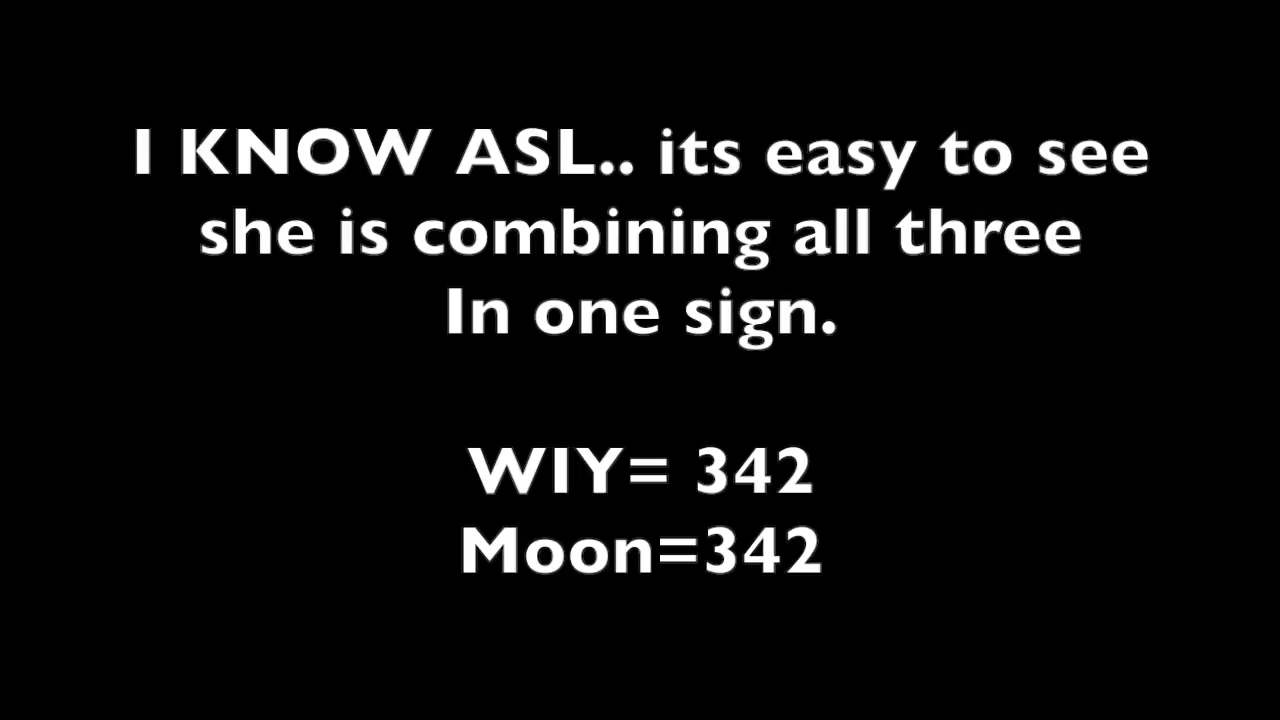 I KNOW ASL.. its easy to see
she is combining all three
In one sign.
WIY= 342
Moon=342